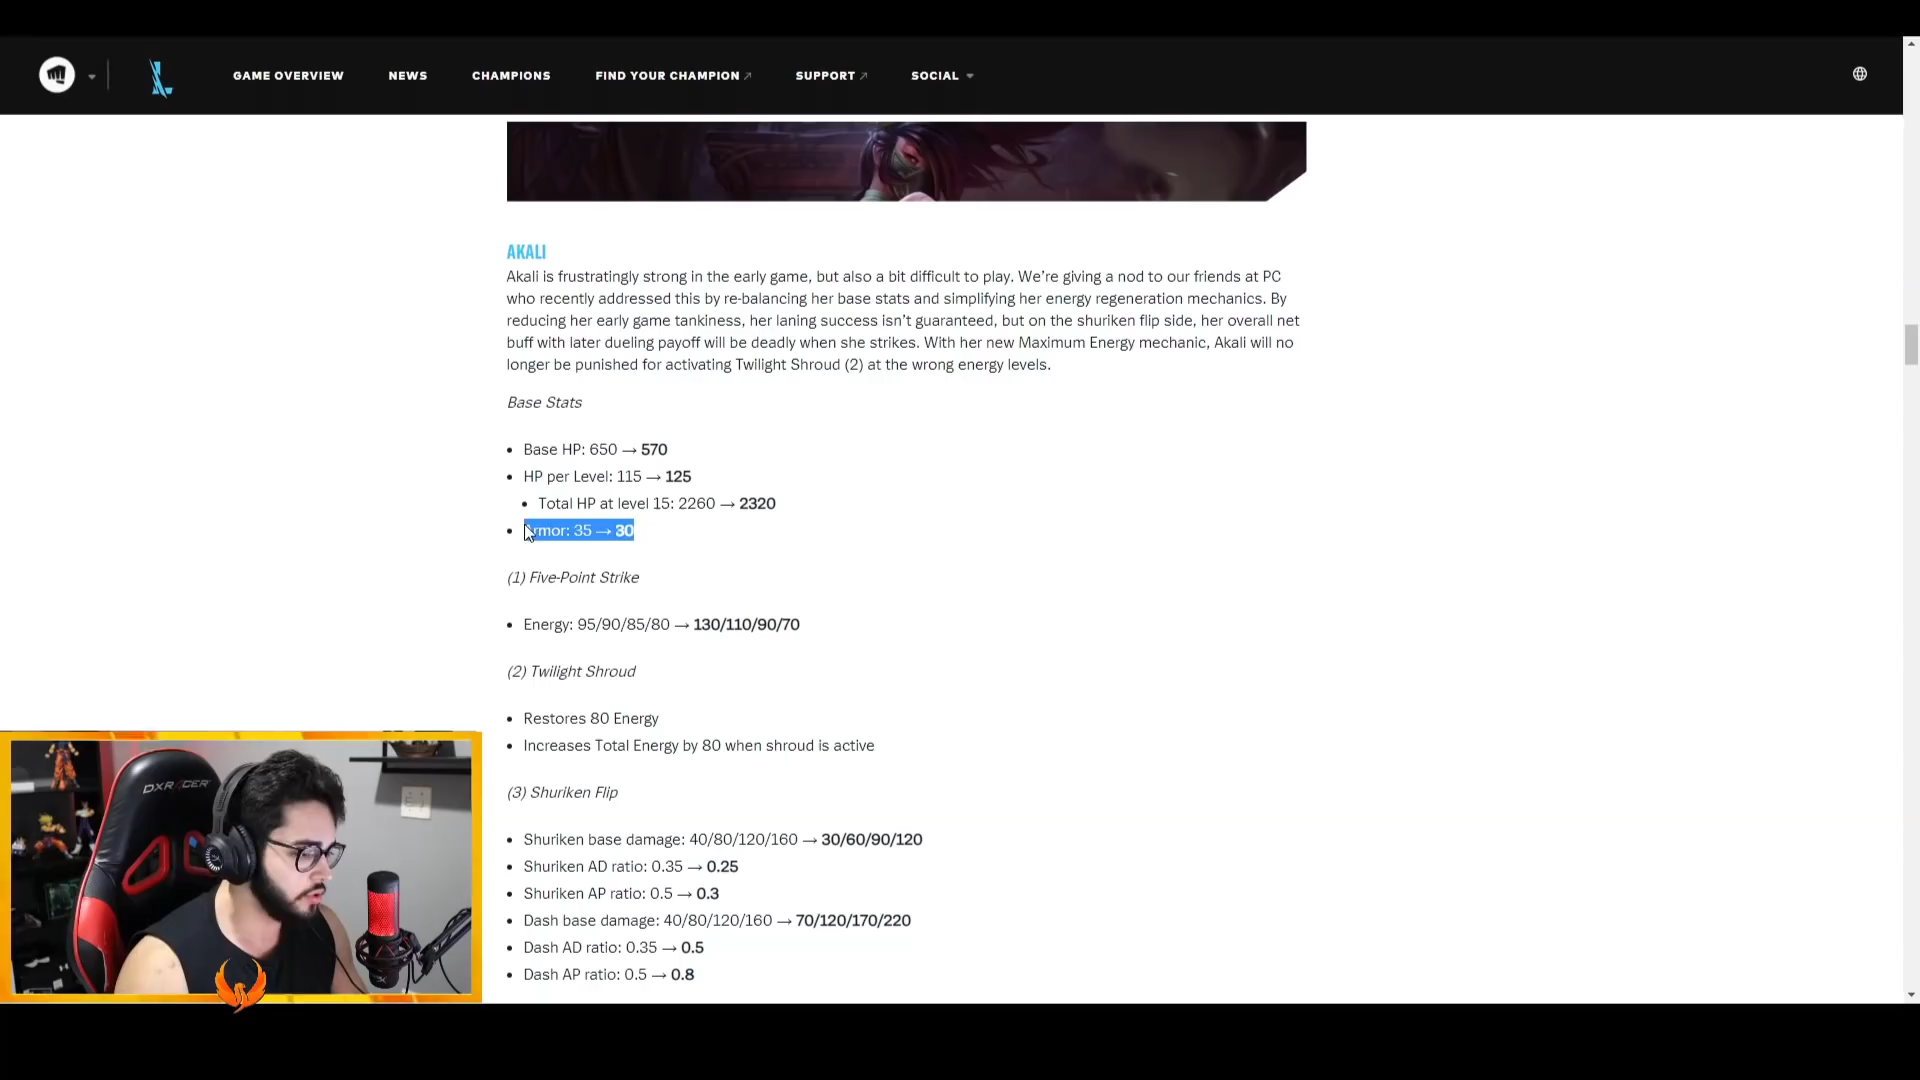 GAME OVERVIEW NEWS CHAMPIONS FIND YOUR CHAMPION SUPPORT SOCIAL
AKALI
Akali is frustratingly strong in the early game, but also a bit difficult to play. We’re giving a nod to our friends at PC
who recently addressed this by re-balancing her base stats and simplifying her energy regeneration mechanics. By
reducing her early game tankiness, her laning success isn’t guaranteed, but on the shuriken flip side, her overall net
buff with later dueling payoff will be deadly when she strikes. With her new Maximum Energy mechanic, Akali will no
longer be punished for activating Twilight Shroud (2) at the wrong energy levels.
Base Stats
• Base HP: 650 → 570
• HP per Level: 115 → 125
• Total HP at level 15: 2260 → 2320
• Armor: 35 → 30
(1) Five-Point Strike
• Energy: 95/90/85/80 → 130/110/90/70
(2) Twilight Shroud
• Restores 80 Energy
• Increases Total Energy by 80 when shroud is active
(3) Shuriken Flip
• Shuriken base damage: 40/80/120/160 → 30/60/90/120
• Shuriken AD ratio: 0.35 → 0.25
• Shuriken AP ratio: 0.5 → 0.3
• Dash base damage: 40/80/120/160 → 70/120/170/220
• Dash AD ratio: 0.35 → 0.5
• Dash AP ratio: 0.5 → 0.8
DXRACER